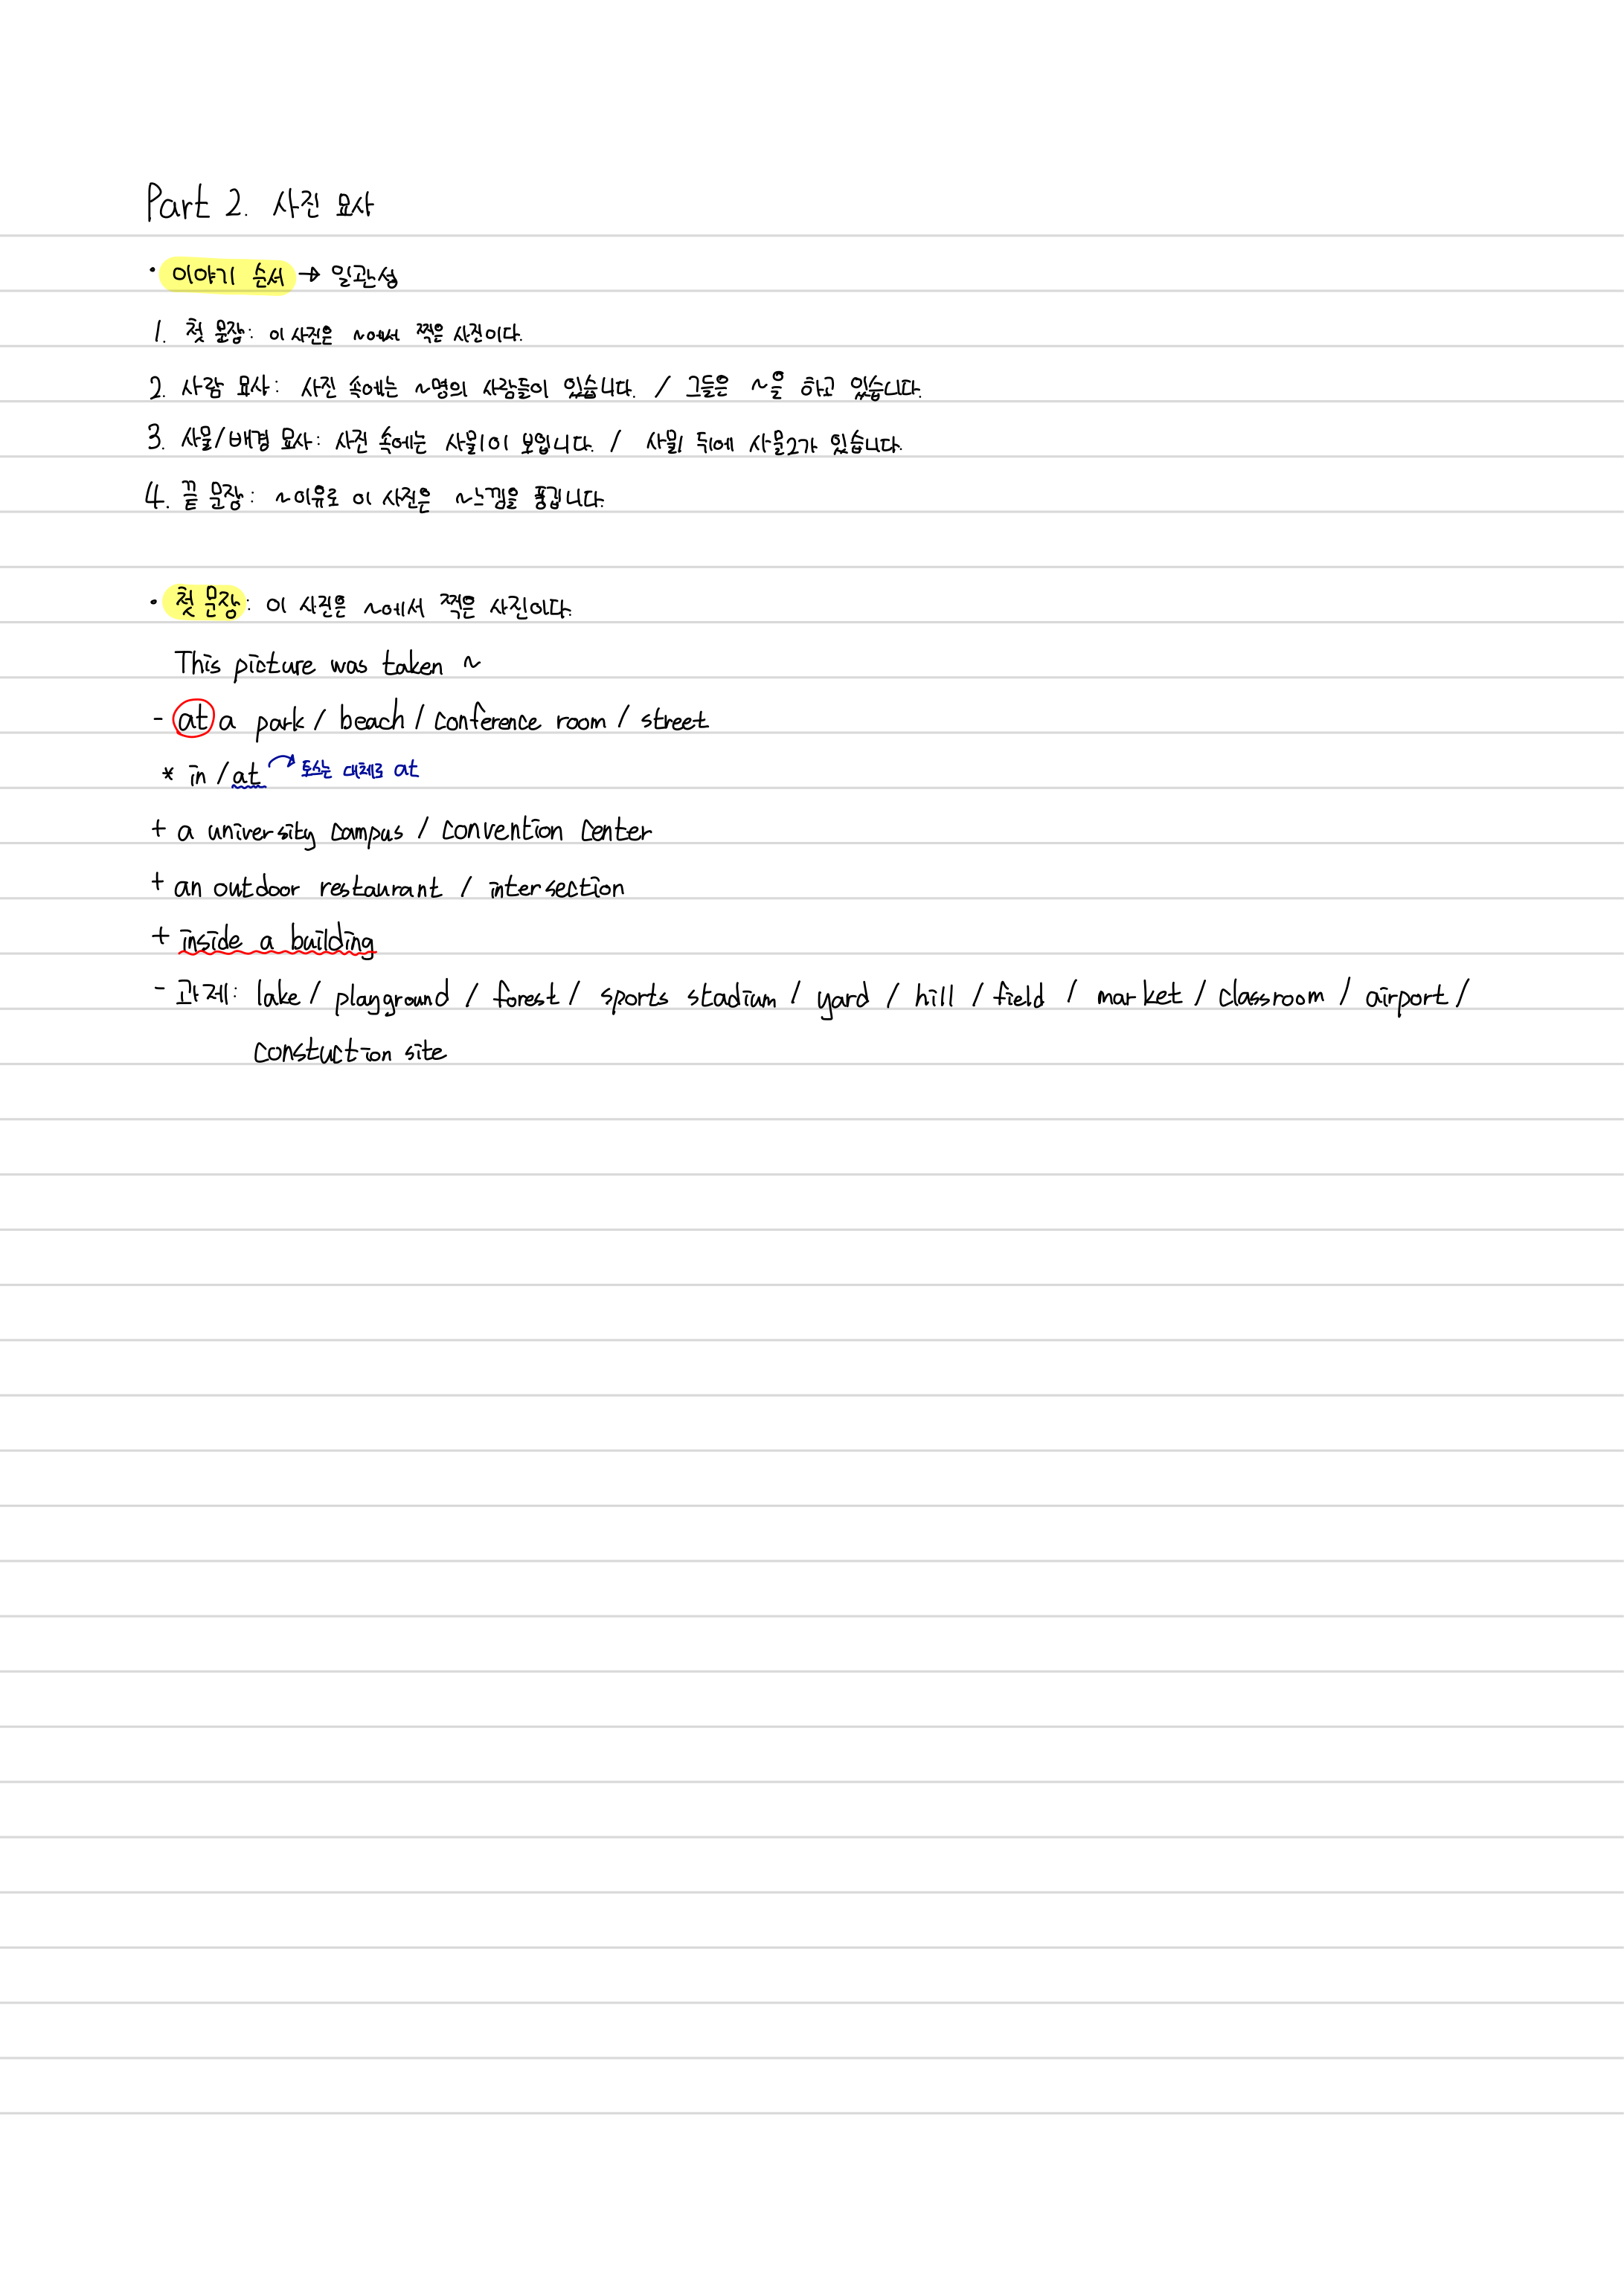 Part 2. 사진 묘사
· 이야기 순서 → 일관성
1. 첫 문장: 이 사진은 ~에서 찍은 사진이다.
2. 사람 묘사: 사진 속에는 ~명의 사람들이 있습니다. / 그들은 ~을 하고 있습니다.
3. 사물/배경 묘사: 사진 속에는 사물1이 보입니다. / 사물1 뒤에 사물2가 있습니다.
4. 끝 문장: ~이유로 이 사진은 ~느낌을 풍깁니다.
· 첫 문장: 이 사진은 ~에서 찍은 사진이다.
This picture was taken ~
- at a park / beach / conference room / street
* in / at 토스는 대체로 at
+ a university campus / convention center
+ an outdoor restaurant / intersection
+ inside a building
- 과제: lake / playground / forest / sports stadium / yard / hill / field / market / classroom / airport /
constuction site